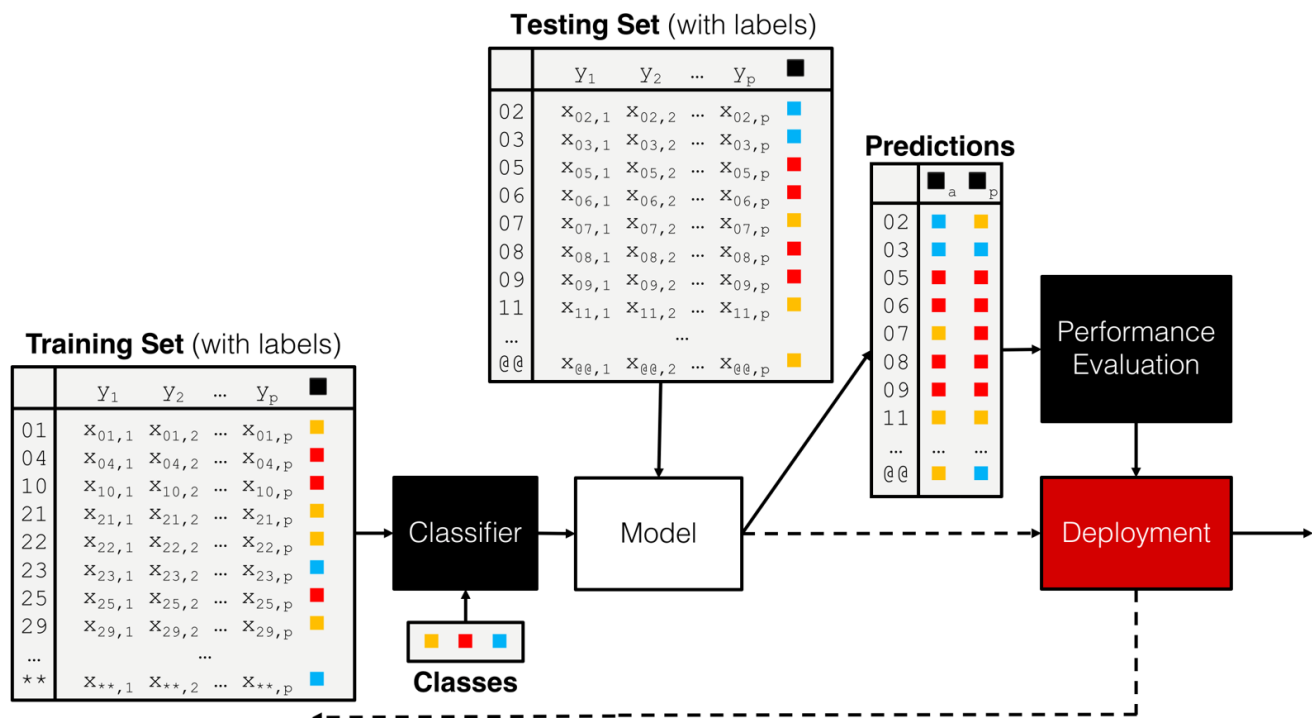 Testing Set (with labels)
y1 y2 … yp
02 x02,1 x02,2 … x02,p
03 x03,1 x03,2 … x03,p
05 x05,1 x05,2 … x05,p
06 x06,1 x06,2 … x06,p
07 x07,1 x07,2 … x07,p
08 x08,1 x08,2 … x08,p
09 x09,1 x09,2 … x09,p
11 x11,1 x11,2 … x11,p
… …
@@ x@@,1 x@@,2 … x@@,p
Predictions
a p
02
03
05
06
07
08
09
11
… … …
@@
Performance
Evaluation
Training Set (with labels)
y1 y2 … yp
01 x01,1 x01,2 … x01,p
04 x04,1 x04,2 … x04,p
10 x10,1 x10,2 … x10,p
21 x21,1 x21,2 … x21,p
22 x22,1 x22,2 … x22,p
23 x23,1 x23,2 … x23,p
25 x25,1 x25,2 … x25,p
29 x29,1 x29,2 … x29,p
… …
** x**,1 x**,2 … x**,p
Classifier
Model
Deployment
Classes